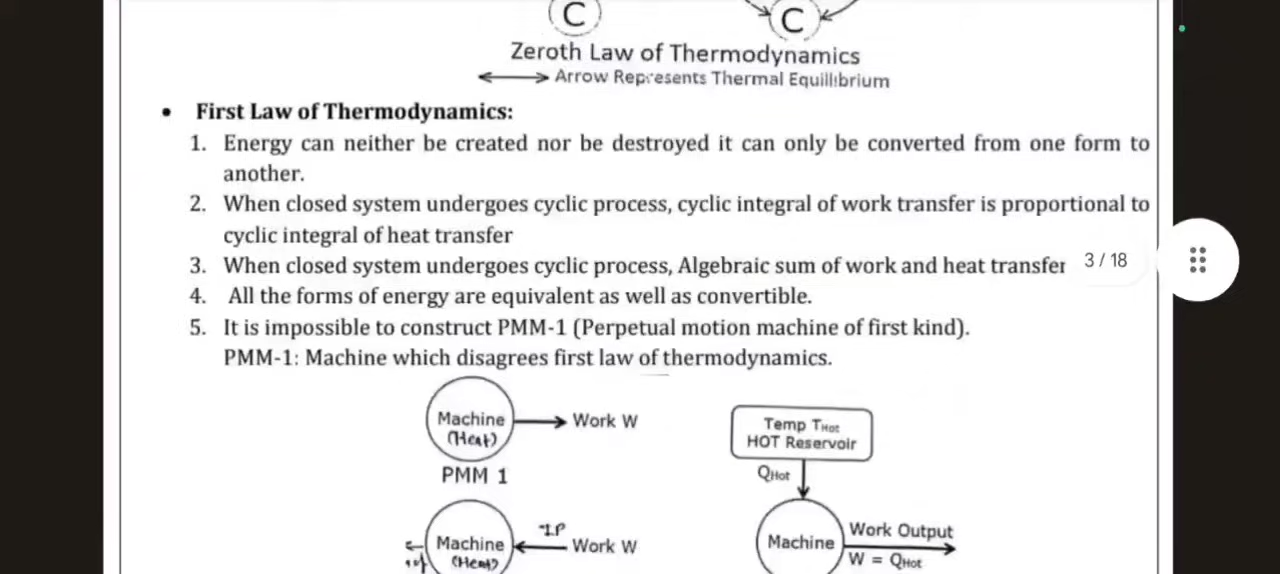 C
C
Zeroth Law of Thermodynamics
Arrow Represents Thermal Equillibrium
• First Law of Thermodynamics:
1. Energy can neither be created nor be destroyed it can only be converted from one form to
another.
2. When closed system undergoes cyclic process, cyclic integral of work transfer is proportional to
cyclic integral of heat transfer
3. When closed system undergoes cyclic process, Algebraic sum of work and heat transfer
3 / 18
4. All the forms of energy are equivalent as well as convertible.
5. It is impossible to construct PMM-1 (Perpetual motion machine of first kind).
PMM-1: Machine which disagrees first law of thermodynamics.
Machine
(Heat)
Work W
PMM 1
Temp THot
HOT Reservoir
QHot
Machine
(Heat)
I.P
Work W
Machine
Work Output
W = QHot